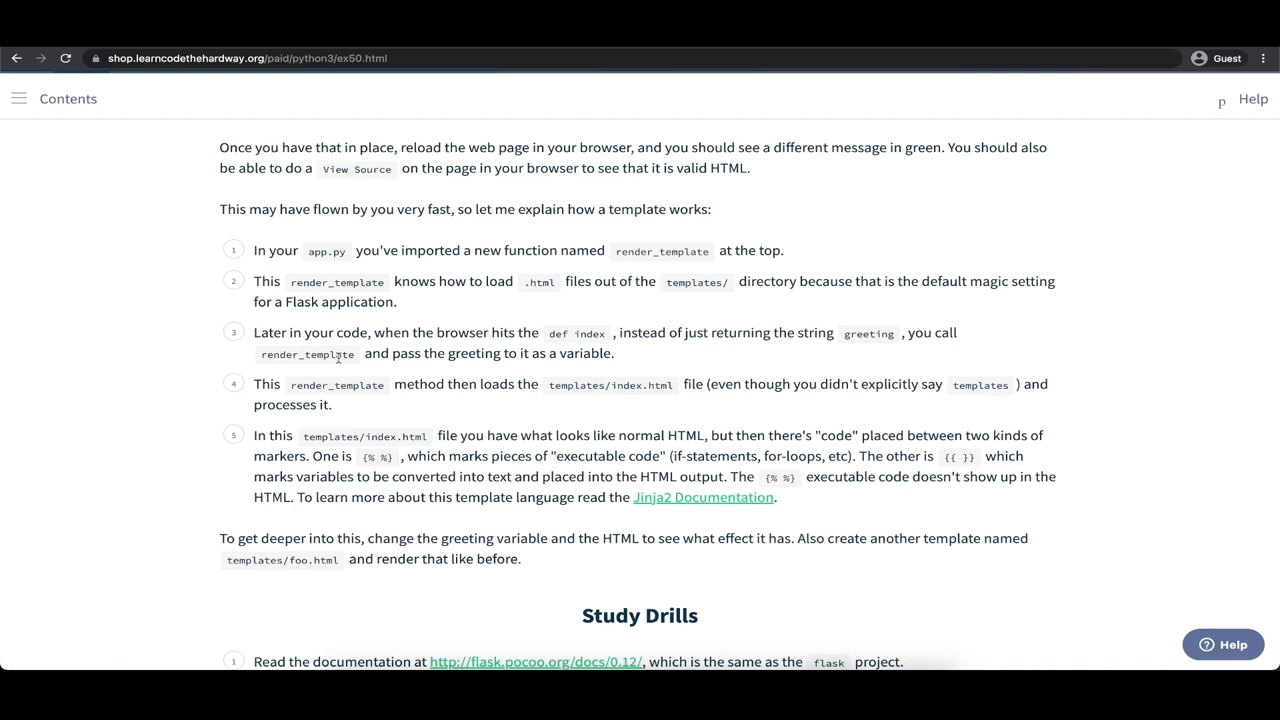 shop.learncodethehardway.org/paid/python3/ex50.html
Guest
Contents
p
Help
Once you have that in place, reload the web page in your browser, and you should see a different message in green. You should also
be able to do a View Source on the page in your browser to see that it is valid HTML.
This may have flown by you very fast, so let me explain how a template works:
1 In your app.py you've imported a new function named render_template at the top.
2 This render_template knows how to load .html files out of the templates/ directory because that is the default magic setting
for a Flask application.
3 Later in your code, when the browser hits the def index , instead of just returning the string greeting , you call
render_template and pass the greeting to it as a variable.
4 This render_template method then loads the templates/index.html file (even though you didn't explicitly say templates ) and
processes it.
5 In this templates/index.html file you have what looks like normal HTML, but then there's "code" placed between two kinds of
markers. One is {% %} , which marks pieces of "executable code" (if-statements, for-loops, etc). The other is {{ }} which
marks variables to be converted into text and placed into the HTML output. The {% %} executable code doesn't show up in the
HTML. To learn more about this template language read the Jinja2 Documentation.
To get deeper into this, change the greeting variable and the HTML to see what effect it has. Also create another template named
templates/foo.html and render that like before.
Study Drills
1 Read the documentation at http://flask.pocoo.org/docs/0.12/, which is the same as the flask project.
Help